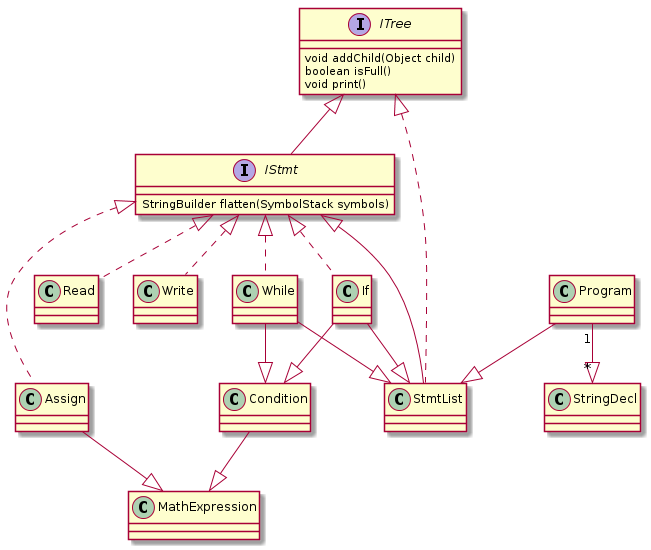 I ITree
void addChild(Object child)
boolean isFull()
void print()
I IStmt
StringBuilder flatten(SymbolStack symbols)
C Read
C Write
C While
C If
C Program
1
*
C Assign
C Condition
C StmtList
C StringDecl
C MathExpression